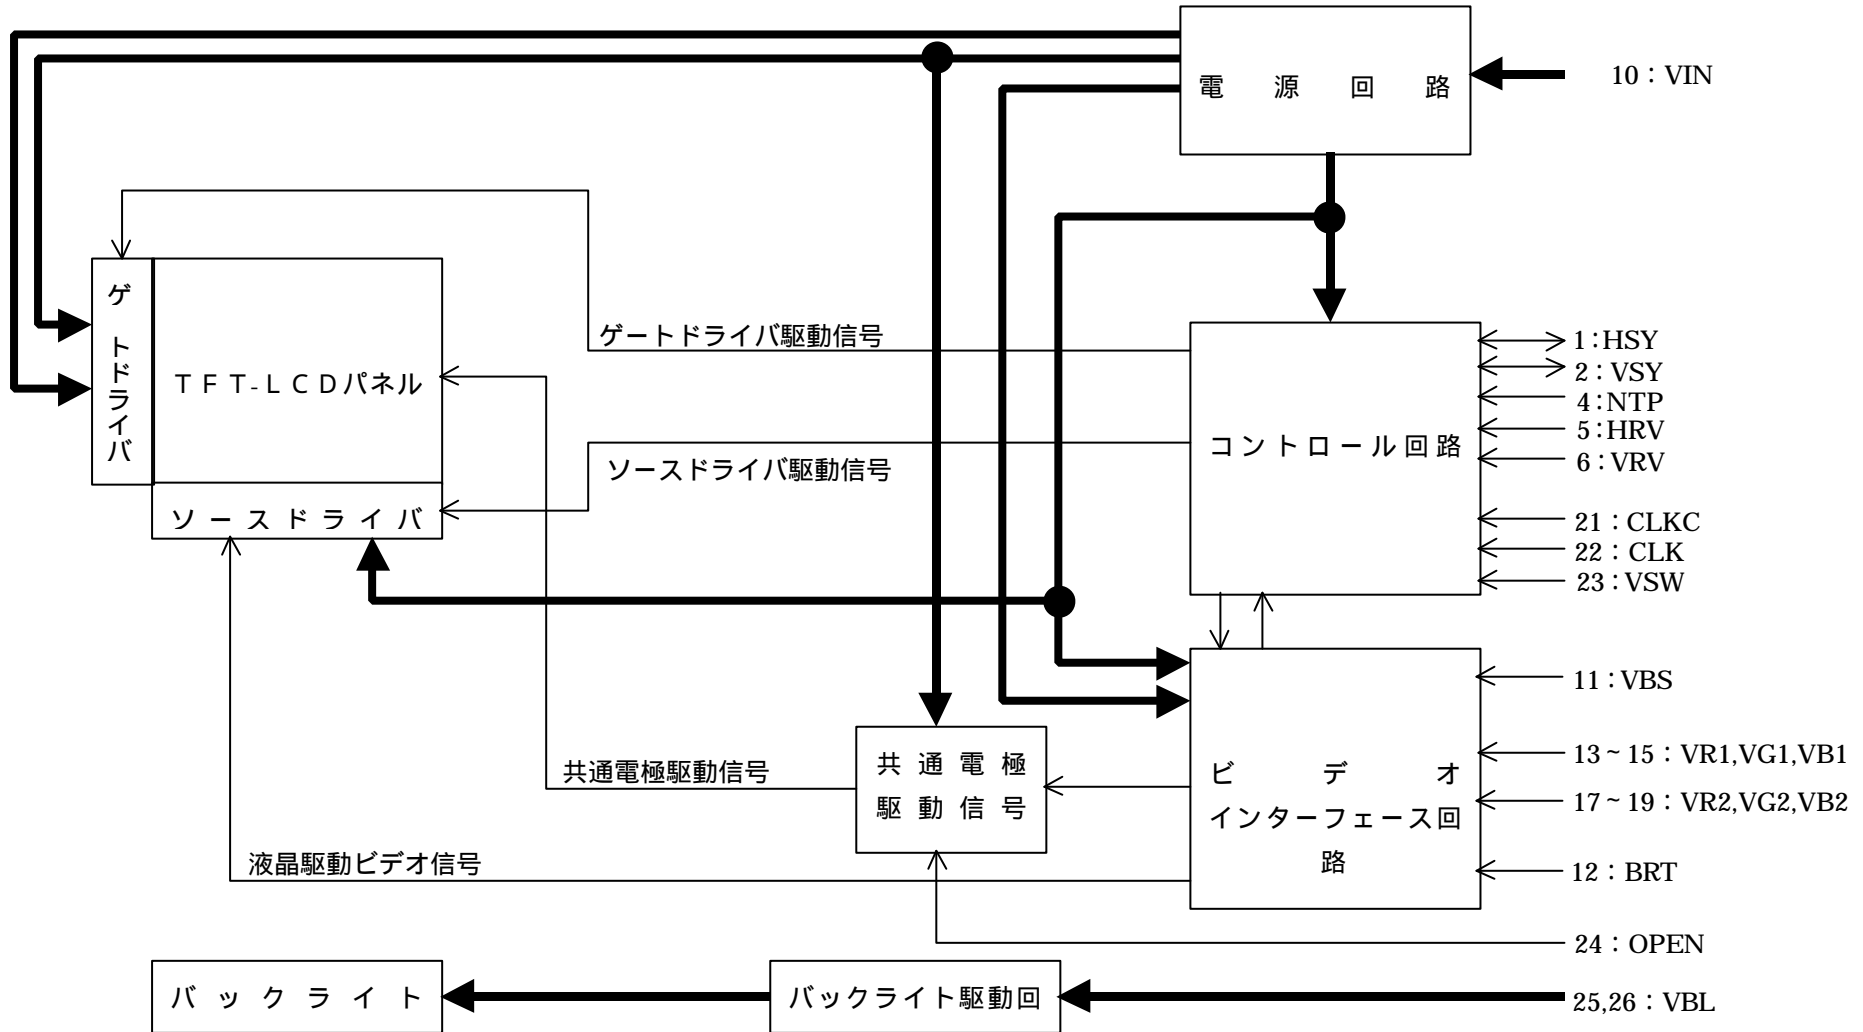 電源回路
10：VIN
ゲートドライバ駆動信号
ゲ トドライバ
ＴＦＴ-ＬＣＤパネル
ソースドライバ駆動信号
ソースドライバ
コントロール回路
1：HSY
2：VSY
4：NTP
5：HRV
6：VRV
21：CLKC
22：CLK
23：VSW
11：VBS
13~15：VR1,VG1,VB1
17~19：VR2,VG2,VB2
12：BRT
ビデオ
インターフェース回
路
共通電極
駆動信号
共通電極駆動信号
液晶駆動ビデオ信号
24：OPEN
バックライト
バックライト駆動回
25,26：VBL